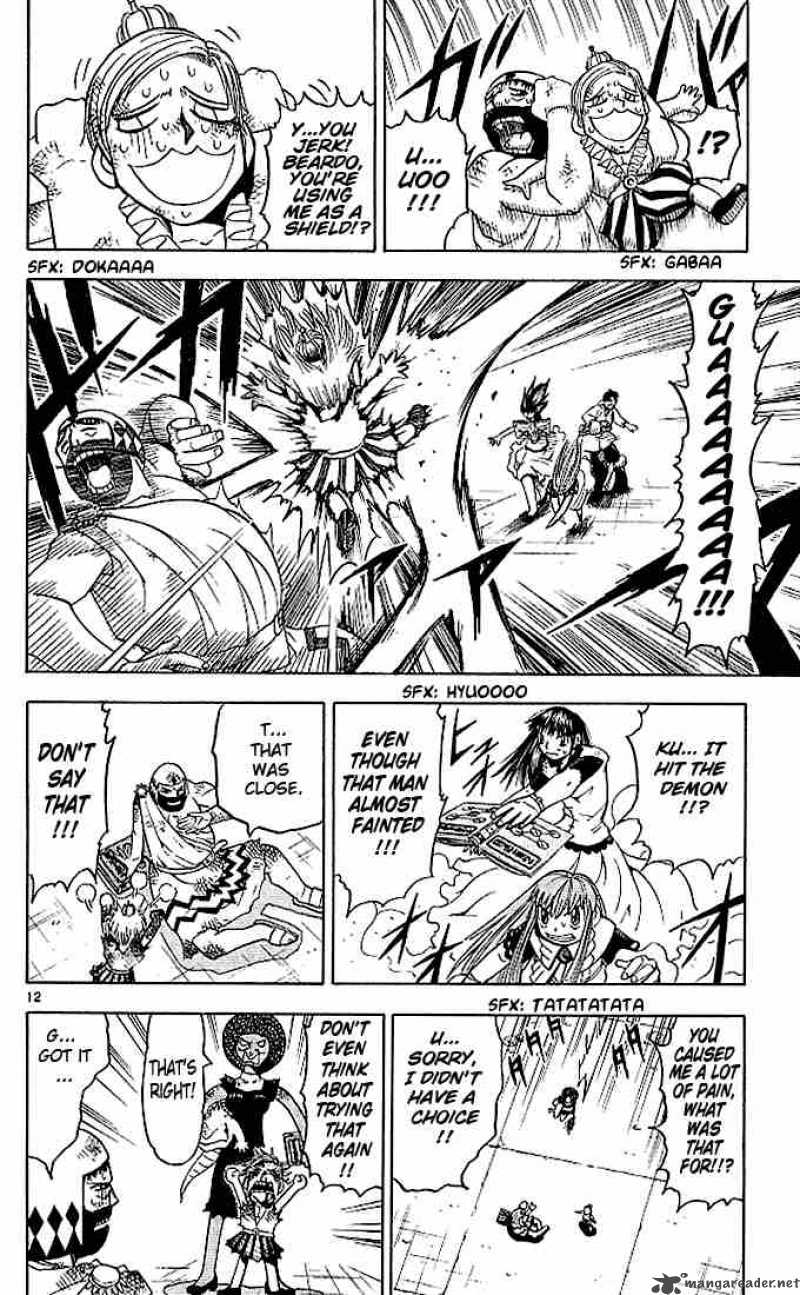 !?
U...
UOO
!!!
Y...YOU
JERK!
BEARDO,
YOU'RE
USING
ME AS A
SHIELD!?
SFX: GABAA
SFX: DOKAAAA
GUAAAAAAAAAA!!!
SFX: HYUOOOO
KU... IT
HIT THE
DEMON
!!?
EVEN
THOUGH
THAT MAN
ALMOST
FAINTED
!!!
T...
THAT
WAS
CLOSE.
DON'T
SAY
THAT
!!!
12
SFX: TATATATATA
YOU
CAUSED
ME A LOT
OF PAIN,
WHAT
WAS
THAT
FOR!!?
U...
SORRY,
I DIDN'T
HAVE A
CHOICE
!!
DON'T
EVEN
THINK
ABOUT
TRYING
THAT
AGAIN
!!
THAT'S
RIGHT!
G...
GOT IT
...
mangareader.net